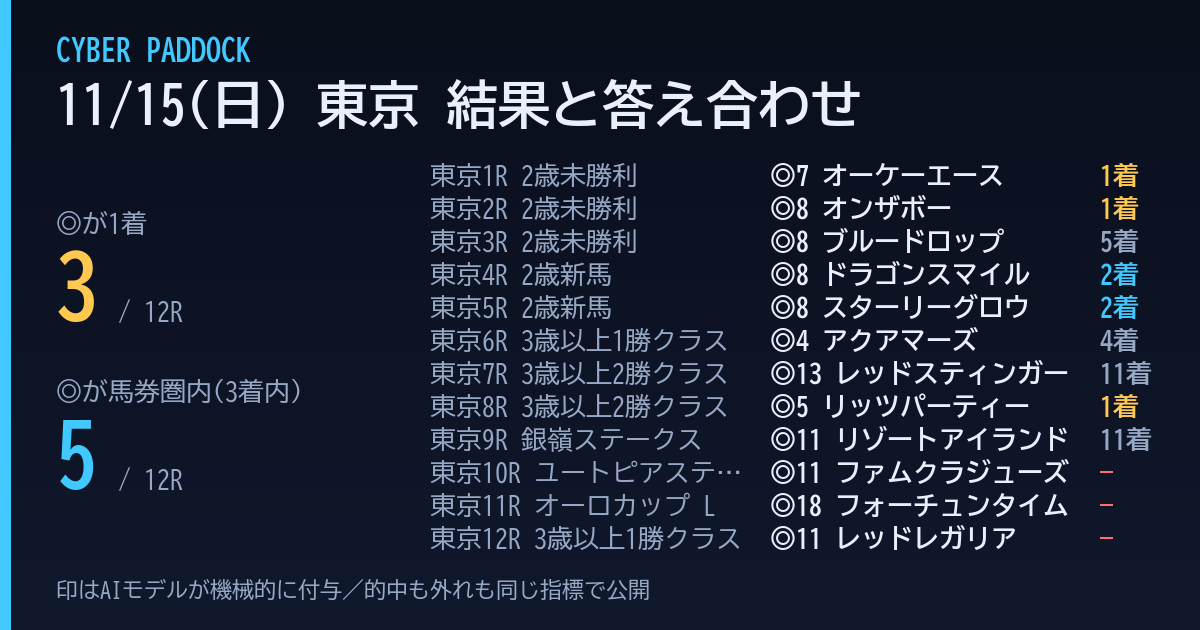 CYBER PADDOCK
11/15(日) 東京 結果と答え合わせ
◎が1着
3 / 12R
◎が馬券圏内(3着内)
5 / 12R
東京1R 2歳未勝利 ◎7 オーケーエース 1着
東京2R 2歳未勝利 ◎8 オンザボー 1着
東京3R 2歳未勝利 ◎8 ブルードロップ 5着
東京4R 2歳新馬 ◎8 ドラゴンスマイル 2着
東京5R 2歳新馬 ◎8 スターリーグロウ 2着
東京6R 3歳以上1勝クラス ◎4 アクアマーズ 4着
東京7R 3歳以上2勝クラス ◎13 レッドスティンガー 11着
東京8R 3歳以上2勝クラス ◎5 リッツパーティー 1着
東京9R 銀嶺ステークス ◎11 リゾートアイランド 11着
東京10R ユートピアステ… ◎11 ファムクラジューズ −
東京11R オーロカップ L ◎18 フォーチュンタイム −
東京12R 3歳以上1勝クラス ◎11 レッドレガリア −
印はAIモデルが機械的に付与／的中も外れも同じ指標で公開